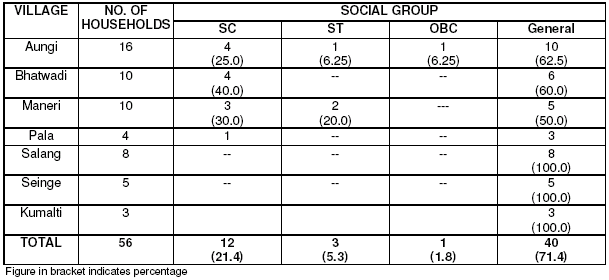 VILLAGE NO. OF HOUSEHOLDS SOCIAL GROUP
SC ST OBC General
Aungi 16 4 1 1 10
(25.0) (6.25) (6.25) (62.5)
Bhatwadi 10 4 -- -- 6
(40.0) (60.0)
Maneri 10 3 2 --- 5
(30.0) (20.0) (50.0)
Pala 4 1 -- -- 3
Salang 8 -- -- -- 8
(100.0)
Seinge 5 -- -- -- 5
(100.0)
Kumalti 3 3
(100.0)
TOTAL 56 12 3 1 40
(21.4) (5.3) (1.8) (71.4)
Figure in bracket indicates percentage